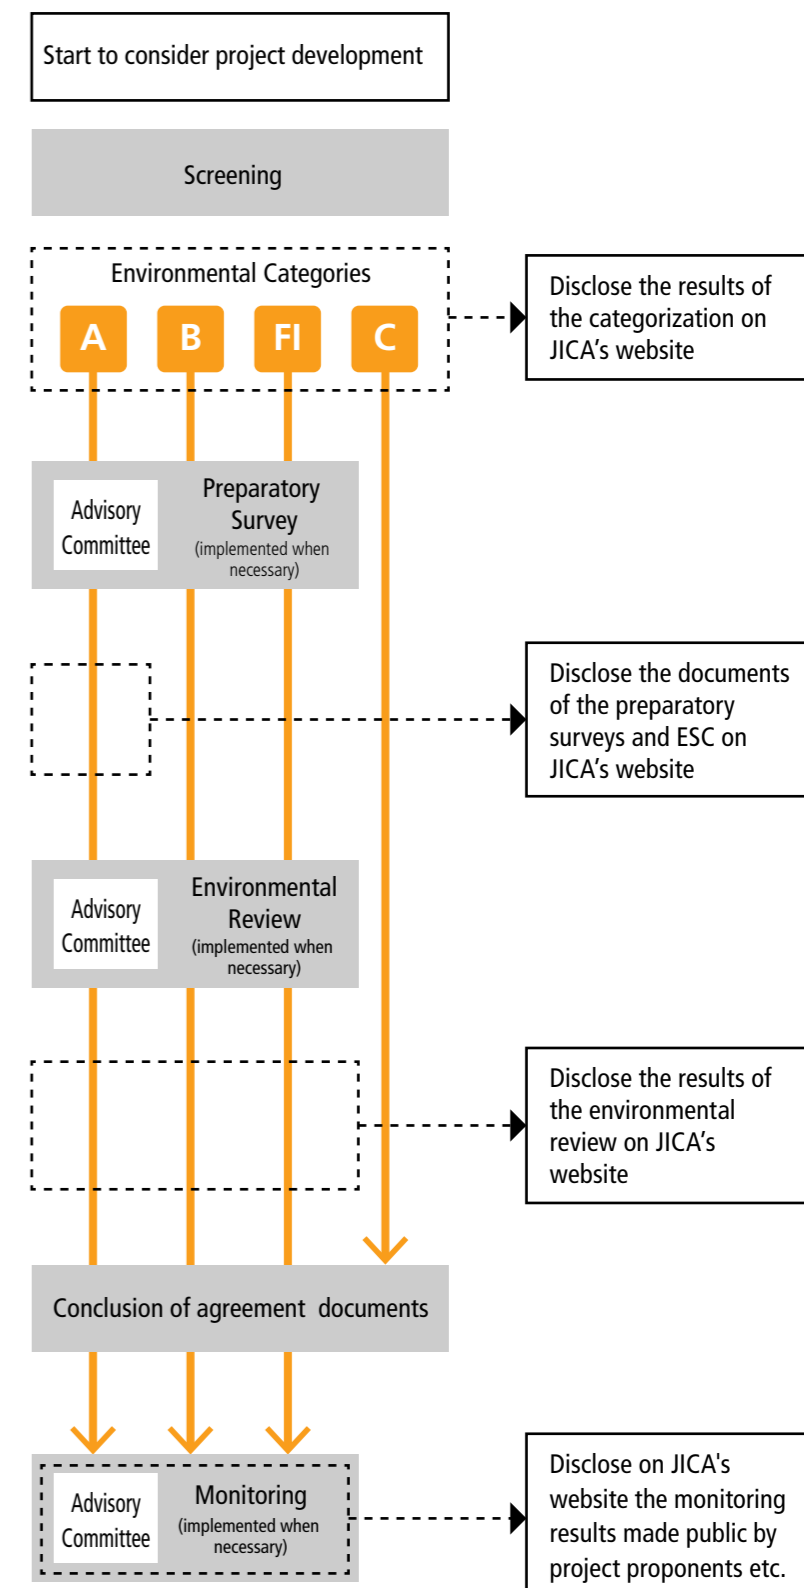 Start to consider project development
Screening
Environmental Categories
A B FI C
Disclose the results of
the categorization on
JICA’s website
Advisory
Committee
Preparatory
Survey
(implemented when
necessary)
Disclose the documents
of the preparatory
surveys and ESC on
JICA’s website
Advisory
Committee
Environmental
Review
(implemented when
necessary)
Disclose the results of
the environmental
review on JICA’s
website
Conclusion of agreement documents
Advisory
Committee
Monitoring
(implemented when
necessary)
Disclose on JICA's
website the monitoring
results made public by
project proponents etc.